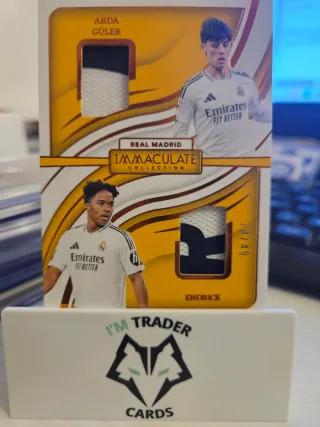 ARDA
GÜLER
Emirates
FLY BETTER
REAL MADRID
IMMACULATE
COLLECTION
Emirates
FLY BETTER
ENDRICK
I'M TRADER
CARDS